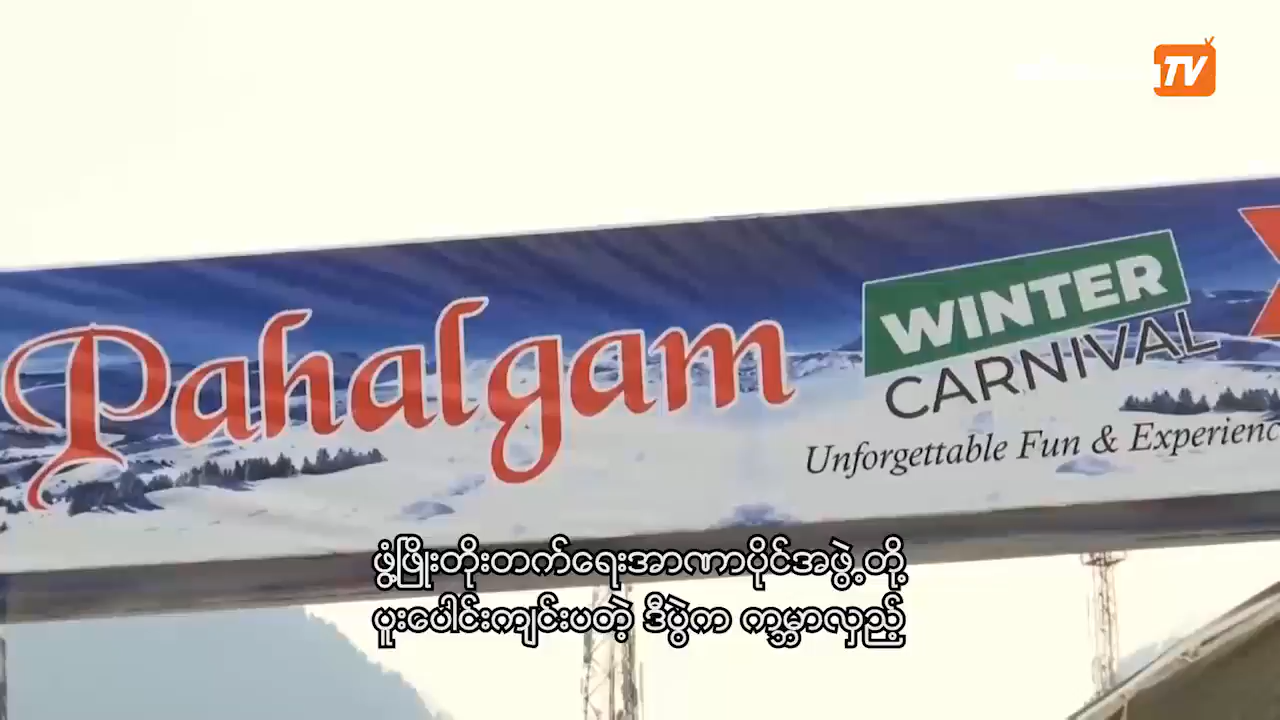 TV
Pahalgam
WINTER
CARNIVAL
Unforgettable Fun &
ဖွံ့ဖြိုးတိုးတက်ရေးအာဏာပိုင်အဖွဲ့တို့
ပူးပေါင်းကျင်းပတဲ့ ဒီပွဲက ကမ္ဘာလှည့်